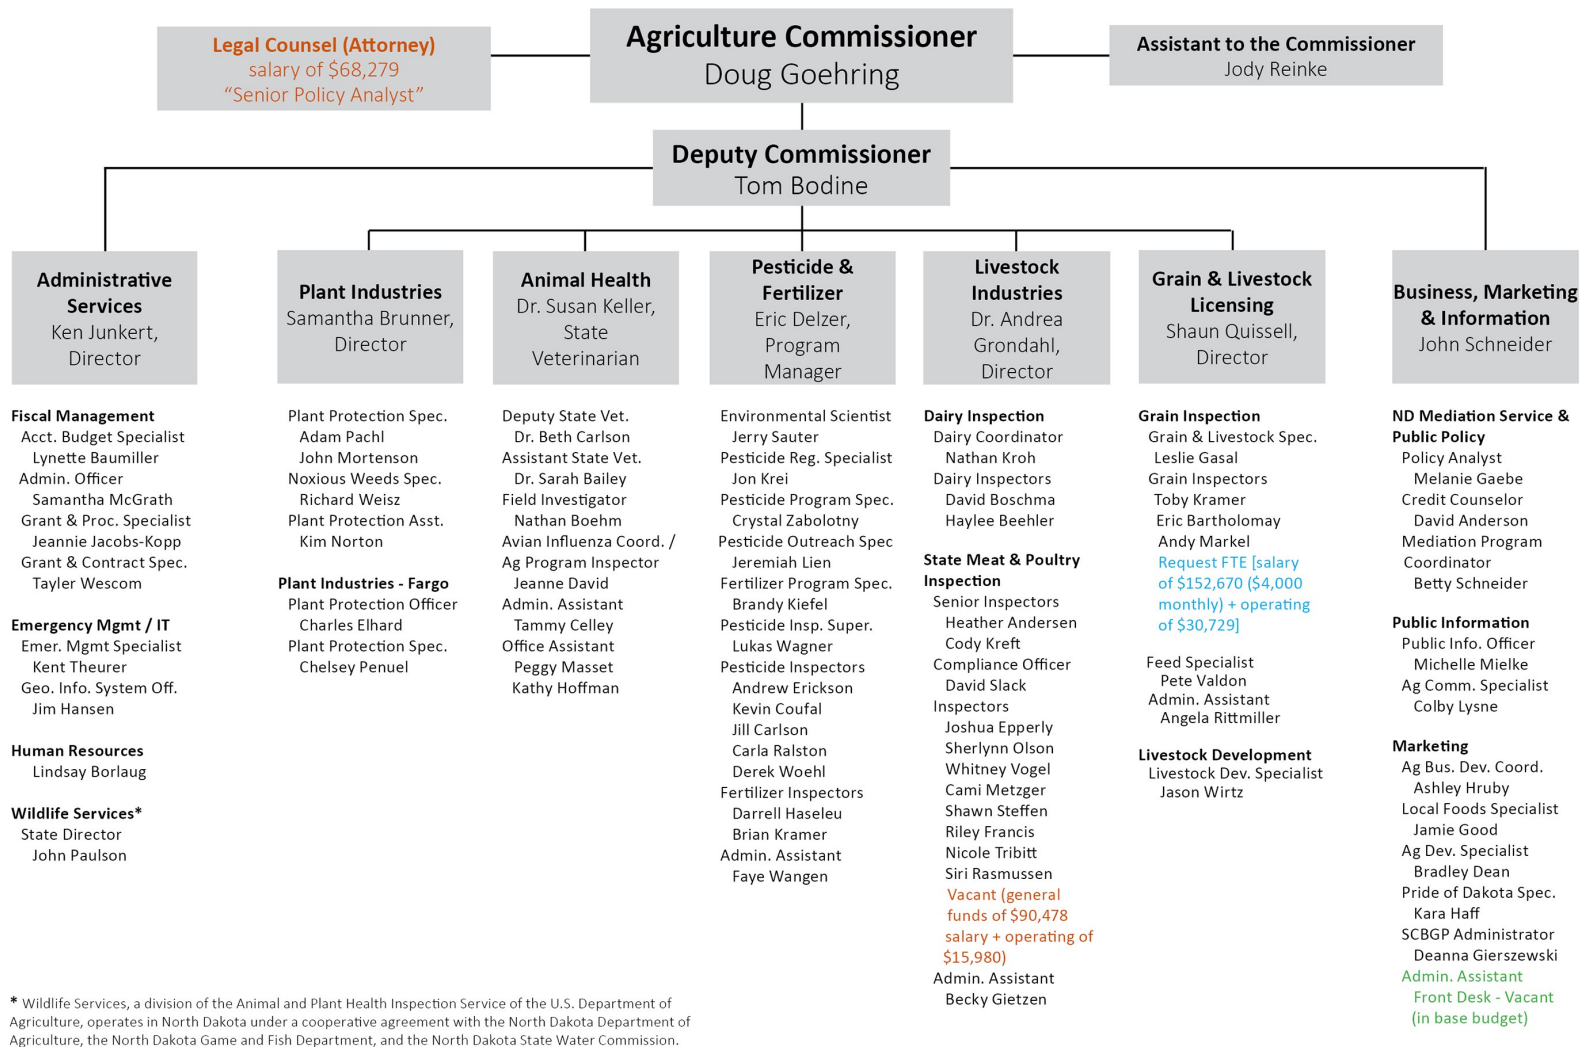 Legal Counsel (Attorney)
salary of $68,279
“Senior Policy Analyst”
Agriculture Commissioner
Doug Goehring
Assistant to the Commissioner
Jody Reinke
Deputy Commissioner
Tom Bodine
Administrative
Services
Ken Junkert,
Director
Fiscal Management
Acct. Budget Specialist
Lynette Baumiller
Admin. Officer
Samantha McGrath
Grant & Proc. Specialist
Jeannie Jacobs-Kopp
Grant & Contract Spec.
Tayler Wescom
Emergency Mgmt / IT
Emer. Mgmt Specialist
Kent Theurer
Geo. Info. System Off.
Jim Hansen
Human Resources
Lindsay Borlaug
Wildlife Services*
State Director
John Paulson
Plant Industries
Samantha Brunner,
Director
Plant Protection Spec.
Adam Pachl
John Mortenson
Noxious Weeds Spec.
Richard Weisz
Plant Protection Asst.
Kim Norton
Plant Industries - Fargo
Plant Protection Officer
Charles Elhard
Plant Protection Spec.
Chelsey Penuel
Animal Health
Dr. Susan Keller,
State
Veterinarian
Deputy State Vet.
Dr. Beth Carlson
Assistant State Vet.
Dr. Sarah Bailey
Field Investigator
Nathan Boehm
Avian Influenza Coord. /
Ag Program Inspector
Jeanne David
Admin. Assistant
Tammy Celley
Office Assistant
Peggy Masset
Kathy Hoffman
Pesticide &
Fertilizer
Eric Delzer,
Program
Manager
Environmental Scientist
Jerry Sauter
Pesticide Reg. Specialist
Jon Krei
Pesticide Program Spec.
Crystal Zabolotny
Pesticide Outreach Spec
Jeremiah Lien
Fertilizer Program Spec.
Brandy Kiefel
Pesticide Insp. Super.
Lukas Wagner
Pesticide Inspectors
Andrew Erickson
Kevin Coufal
Jill Carlson
Carla Ralston
Derek Woehl
Fertilizer Inspectors
Darrell Haseleu
Brian Kramer
Admin. Assistant
Faye Wangen
Livestock
Industries
Dr. Andrea
Grondahl,
Director
Dairy Inspection
Dairy Coordinator
Nathan Kroh
Dairy Inspectors
David Boschma
Haylee Beehler
State Meat & Poultry
Inspection
Senior Inspectors
Heather Andersen
Cody Kreft
Compliance Officer
David Slack
Inspectors
Joshua Epperly
Sherlynn Olson
Whitney Vogel
Cami Metzger
Shawn Steffen
Riley Francis
Nicole Tribitt
Siri Rasmussen
Vacant (general
funds of $90,478
salary + operating of
$15,980)
Admin. Assistant
Becky Gietzen
Grain & Livestock
Licensing
Shaun Quissell,
Director
Grain Inspection
Grain & Livestock Spec.
Leslie Gasal
Grain Inspectors
Toby Kramer
Eric Bartholomay
Andy Markel
Request FTE [salary
of $152,670 ($4,000
monthly) + operating
of $30,729]
Feed Specialist
Pete Valdon
Admin. Assistant
Angela Rittmiller
Livestock Development
Livestock Dev. Specialist
Jason Wirtz
Business, Marketing
& Information
John Schneider
ND Mediation Service &
Public Policy
Policy Analyst
Melanie Gaebe
Credit Counselor
David Anderson
Mediation Program
Coordinator
Betty Schneider
Public Information
Public Info. Officer
Michelle Mielke
Ag Comm. Specialist
Colby Lysne
Marketing
Ag Bus. Dev. Coord.
Ashley Hruby
Local Foods Specialist
Jamie Good
Ag Dev. Specialist
Bradley Dean
Pride of Dakota Spec.
Kara Haff
SCBGP Administrator
Deanna Gierszewski
Admin. Assistant
Front Desk - Vacant
(in base budget)
* Wildlife Services, a division of the Animal and Plant Health Inspection Service of the U.S. Department of
Agriculture, operates in North Dakota under a cooperative agreement with the North Dakota Department of
Agriculture, the North Dakota Game and Fish Department, and the North Dakota State Water Commission.